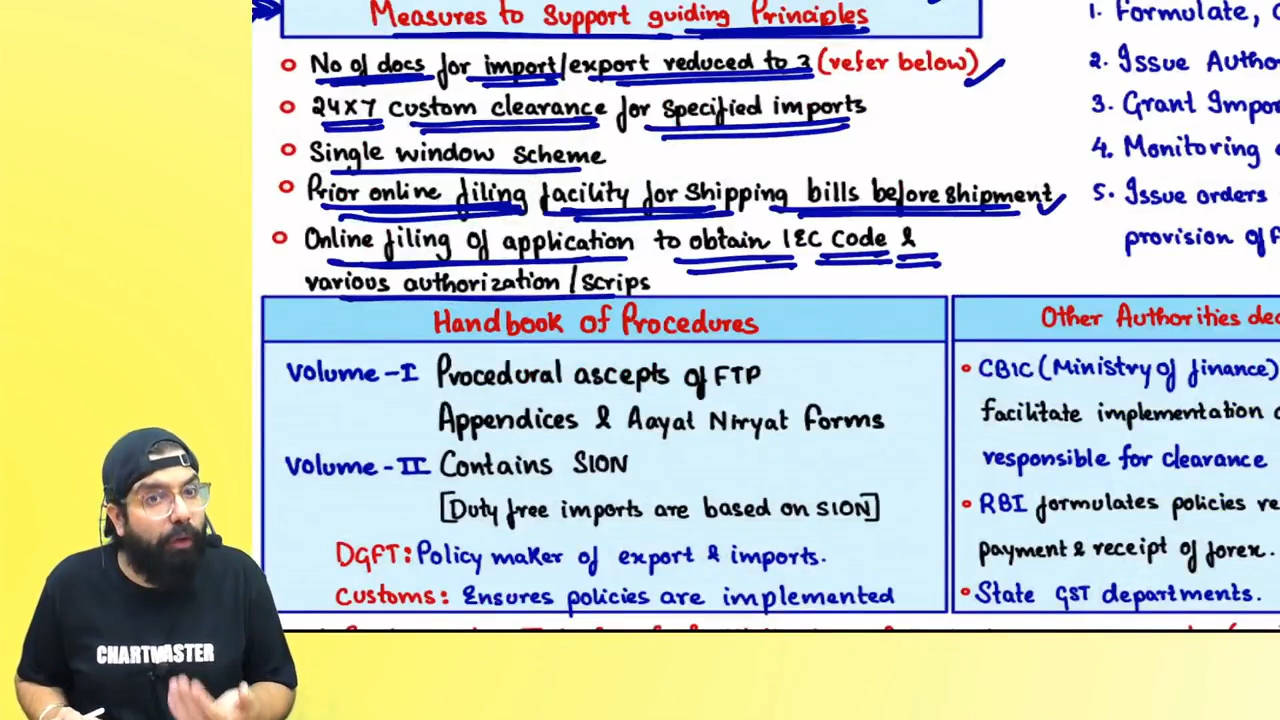 Measures to Support guiding Principles
No of docs for import/export reduced to 3 (refer below)
24x7 custom clearance for specified imports
Single window scheme
Prior online filing facility for shipping bills before shipment
Online filing of application to obtain IEC Code &
various authorization / scrips
1. Formulate,
2. Issue
3. Grant
4. Monitoring
5. Issue orders
provision of
Handbook of Procedures
Volume-I Procedural ascepts of FTP
Appendices & Aayat Niryat Forms
Volume-II Contains SION
[Duty free imports are based on SION]
DGFT: Policy maker of export & imports.
Customs: Ensures policies are implemented
Other Authorities
CBIC (Ministry of finance)
facilitate implementation
responsible for clearance
RBI formulates policies
payment & receipt of forex.
State GST departments.
CHARTMASTER